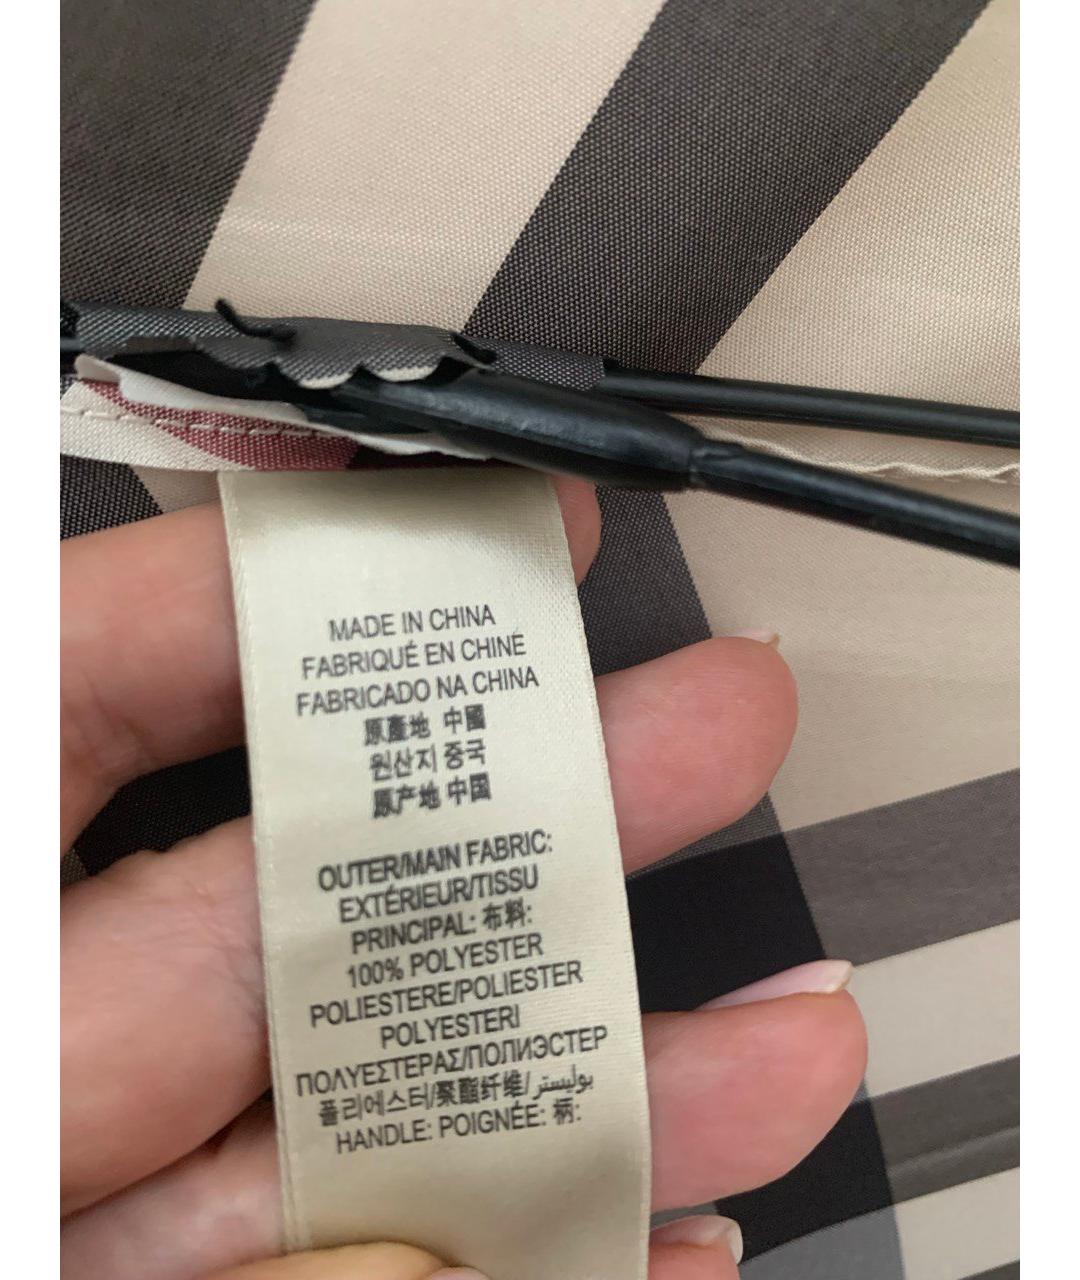 MADE IN CHINA
FABRIQUÉ EN CHINE
FABRICADO NA CHINA
原產地 中國
원산지 중국
原产地 中国
OUTER/MAIN FABRIC:
EXTÉRIEUR/TISSU
PRINCIPAL: 布料:
100% POLYESTER
POLIESTERE/POLIESTER
POLYESTERI
ΠΟΛΥΕΣΤΕΡΑΣ/ПОЛИЭСТЕР
폴리에스터/聚酯纤维/بوليستر
HANDLE: POIGNÉE: 柄: